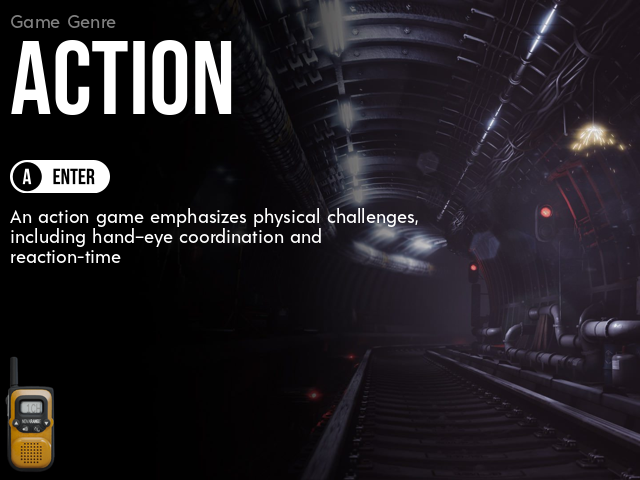 Game Genre
ACTION
A ENTER
An action game emphasizes physical challenges,
including hand-eye coordination and
reaction-time